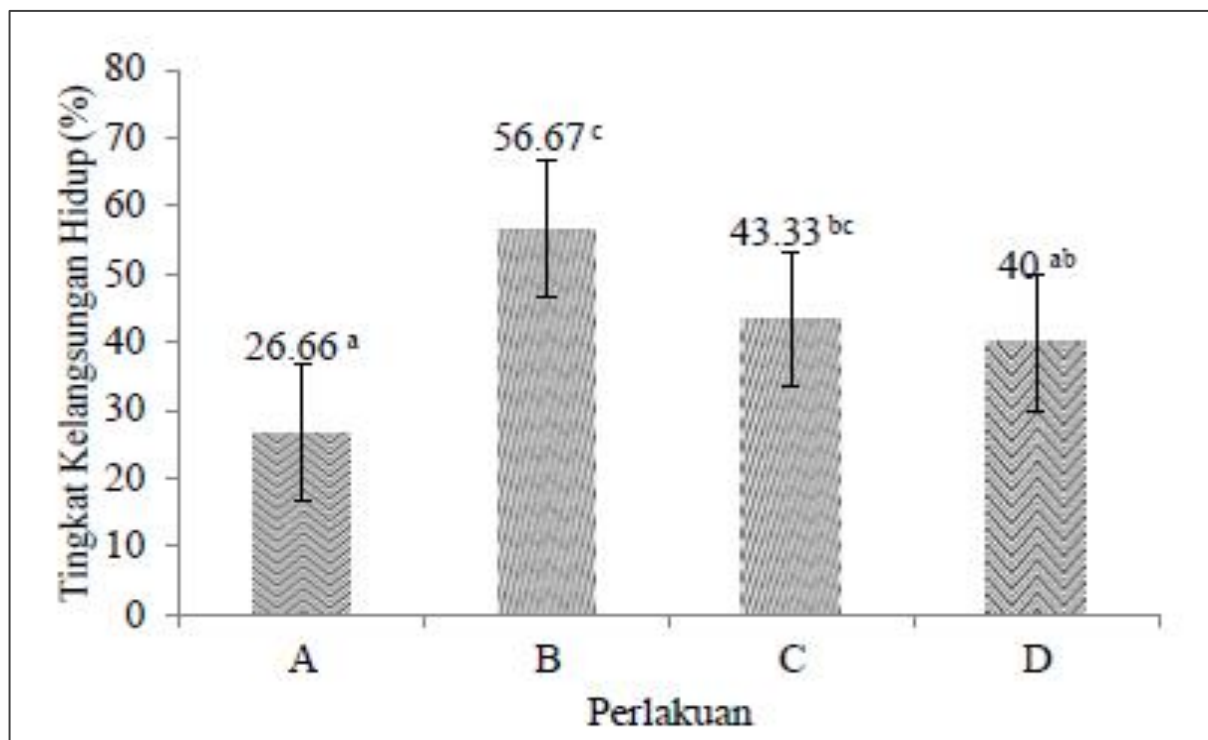 Tingkat Kelangsungan Hidup (%)
80
70
60
50
40
30
20
10
0
26.66 a
56.67 c
43.33 bc
40 ab
A B C D
Perlakuan